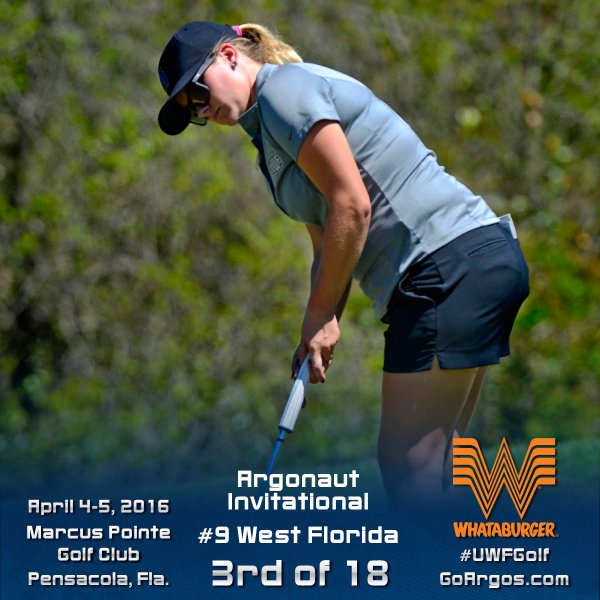 April 4-5, 2016
Marcus Pointe
Golf Club
Pensacola, Fla.
Argonaut
Invitational
#9 West Florida
3rd of 18
WHATABURGER
#UWFGolf
GoArgos.com